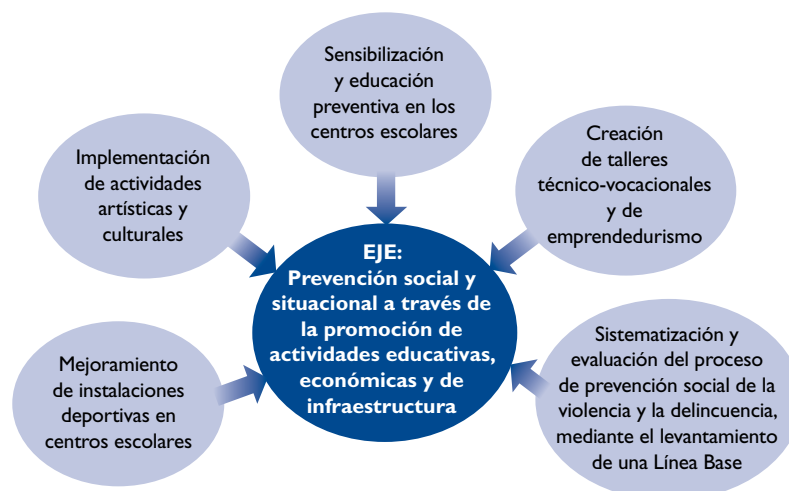 Sensibilización
y educación
preventiva en los
centros escolares
Implementación
de actividades
artísticas y
culturales
Creación
de talleres
técnico-vocacionales
y de
emprendedurismo
EJE:
Prevención social y
situacional a través de
la promoción de
actividades educativas,
económicas y de
infraestructura
Mejoramiento
de instalaciones
deportivas en
centros escolares
Sistematización y
evaluación del proceso
de prevención social de la
violencia y la delincuencia,
mediante el levantamiento
de una Línea Base